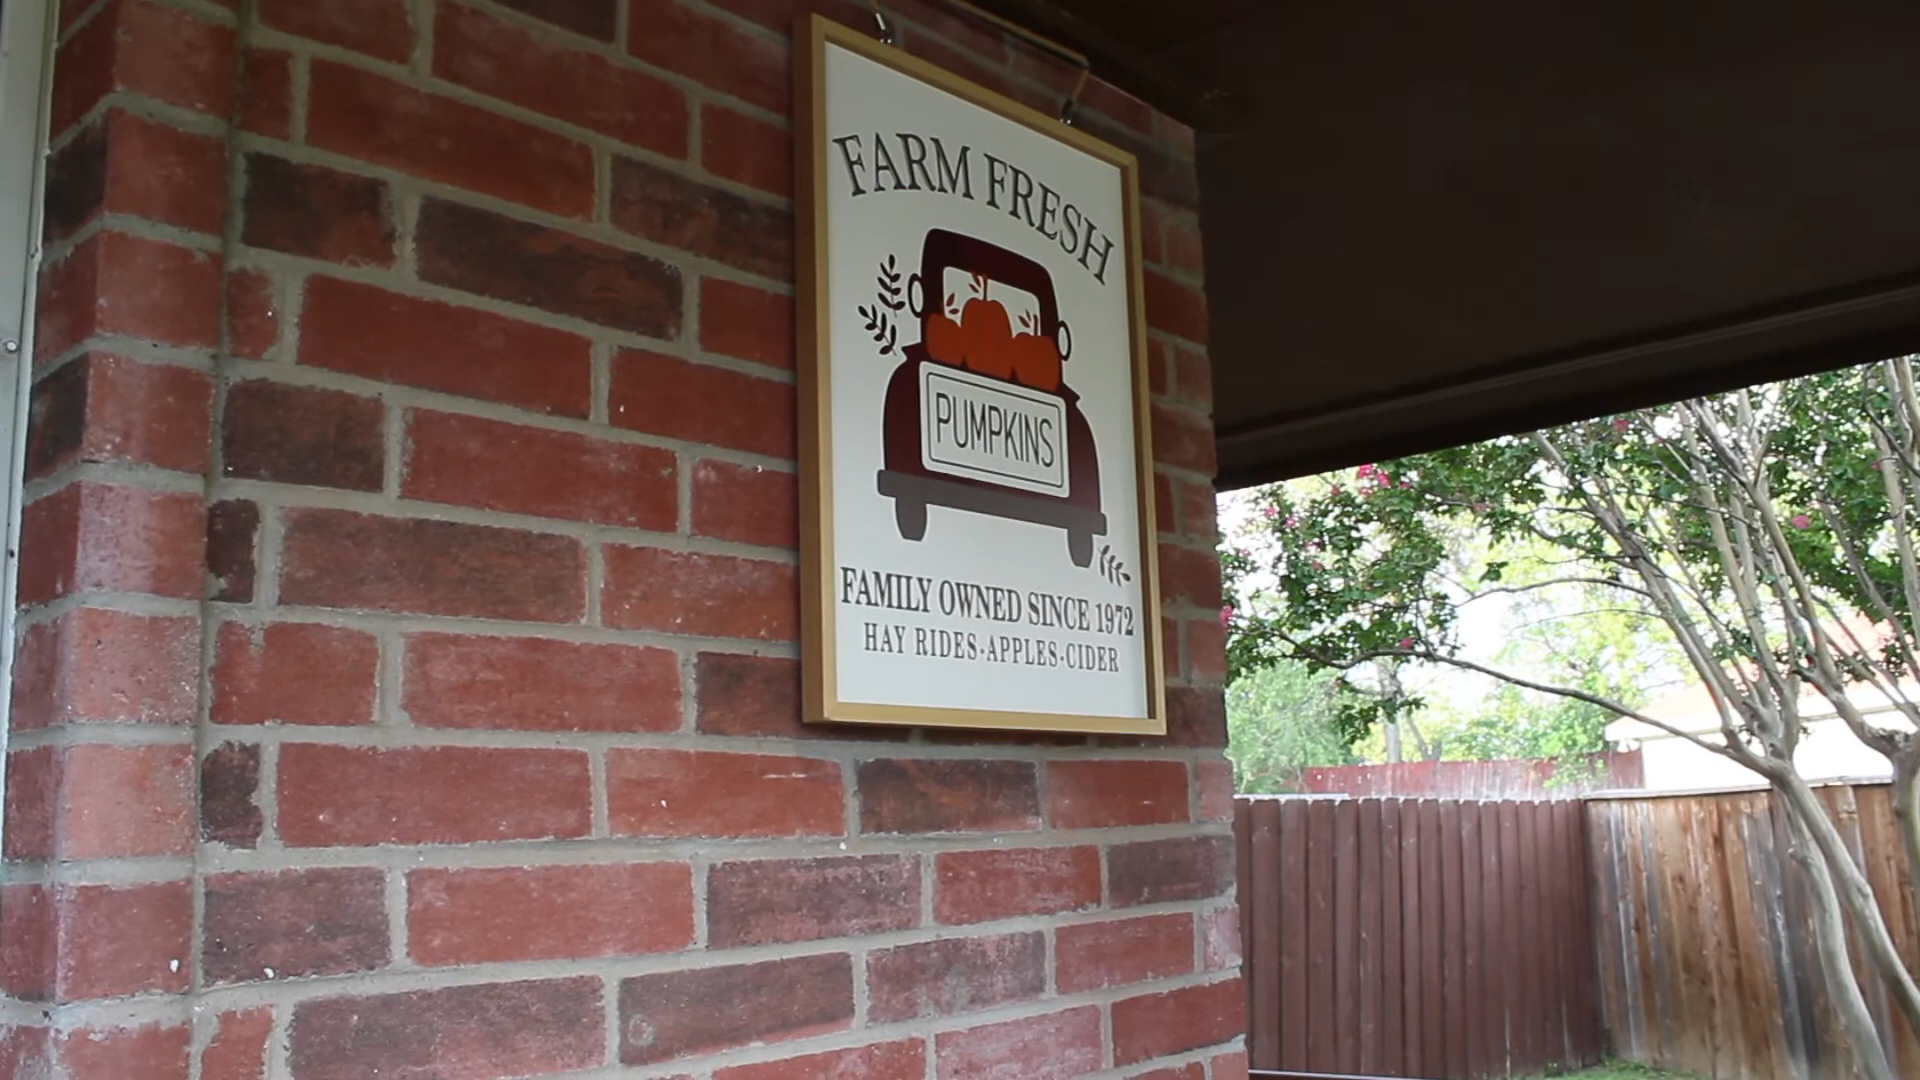 FARM FRESH
PUMPKINS
FAMILY OWNED SINCE 1972
HAY RIDES-APPLES-CIDER